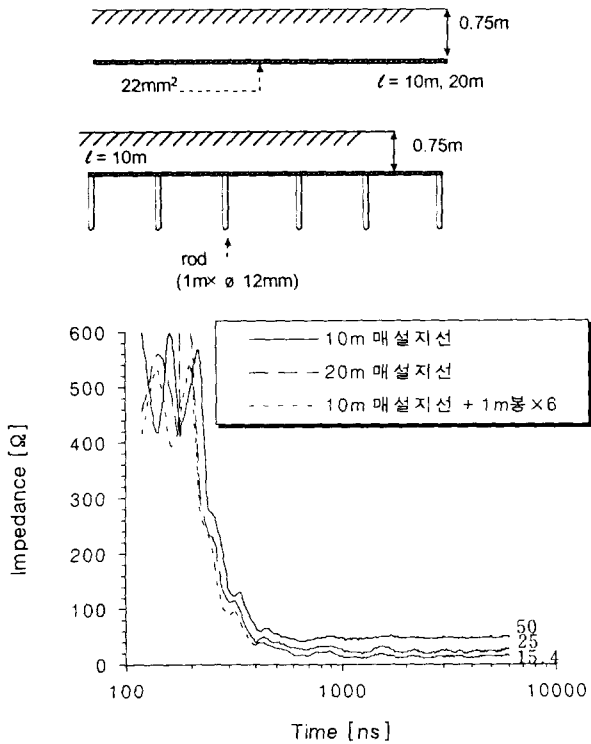 0.75m
22mm²
ℓ = 10m, 20m
ℓ = 10m
0.75m
rod
(1m× ø 12mm)
600
500
400
300
200
100
0
Impedance [Ω]
10m 매설지선
20m 매설지선
10m 매설지선 + 1m봉×6
50
25
15.4
100
1000
10000
Time [ns]